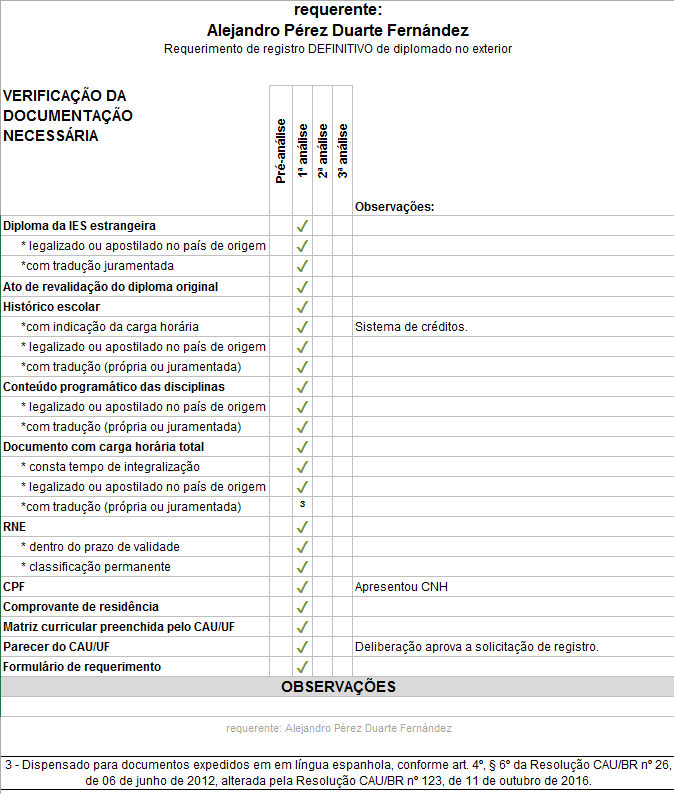 requerente:
Alejandro Pérez Duarte Fernández
Requerimento de registro DEFINITIVO de diplomado no exterior
VERIFICAÇÃO DA
DOCUMENTAÇÃO
NECESSÁRIA
Pré-análise
1ª análise
2ª análise
3ª análise
Observações:
Diploma da IES estrangeira ✓
* legalizado ou apostilado no país de origem ✓
*com tradução juramentada ✓
Ato de revalidação do diploma original ✓
Histórico escolar ✓
*com indicação da carga horária ✓ Sistema de créditos.
* legalizado ou apostilado no país de origem ✓
*com tradução (própria ou juramentada) ✓
Conteúdo programático das disciplinas ✓
* legalizado ou apostilado no país de origem ✓
*com tradução (própria ou juramentada) ✓
Documento com carga horária total ✓
* consta tempo de integralização ✓
* legalizado ou apostilado no país de origem ✓
*com tradução (própria ou juramentada) ³
RNE ✓
* dentro do prazo de validade ✓
* classificação permanente ✓
CPF ✓ Apresentou CNH
Comprovante de residência ✓
Matriz curricular preenchida pelo CAU/UF ✓
Parecer do CAU/UF ✓ Deliberação aprova a solicitação de registro.
Formulário de requerimento ✓
OBSERVAÇÕES
requerente: Alejandro Pérez Duarte Fernández
3 - Dispensado para documentos expedidos em em língua espanhola, conforme art. 4º, § 6º da Resolução CAU/BR nº 26,
de 06 de junho de 2012, alterada pela Resolução CAU/BR nº 123, de 11 de outubro de 2016.